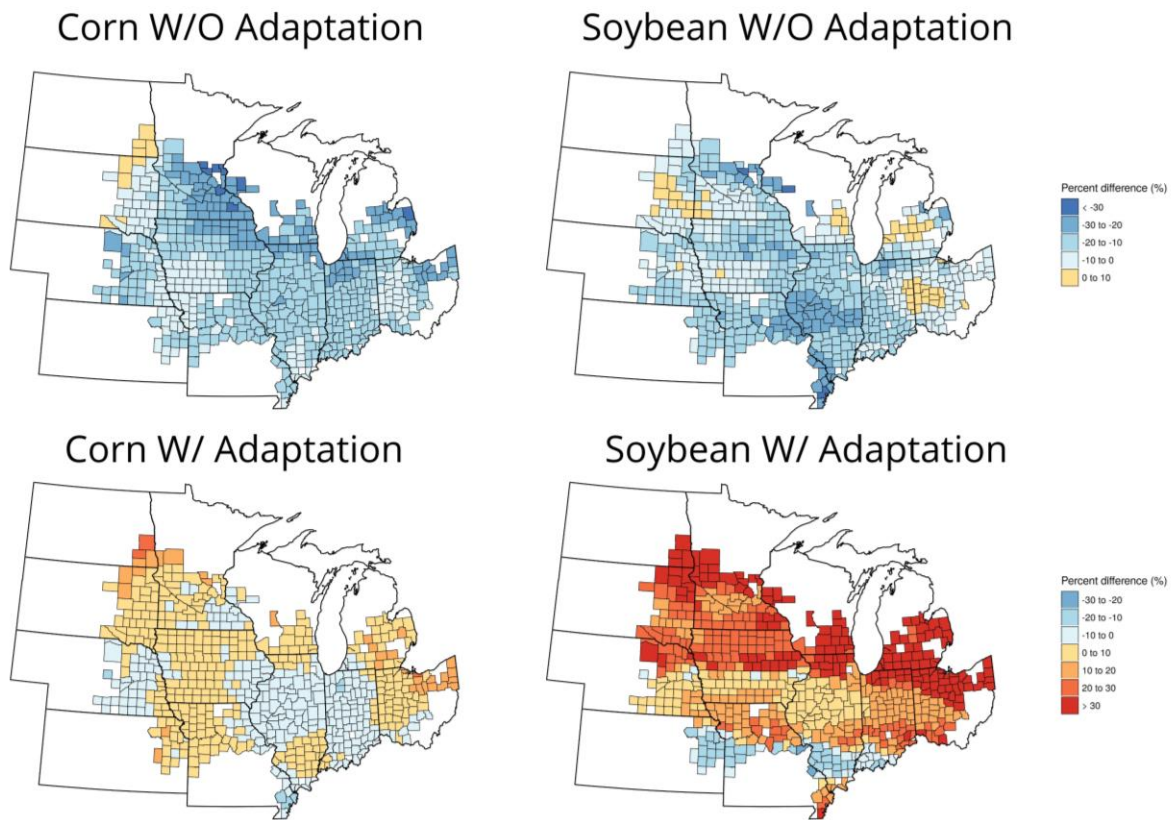 Corn W/O Adaptation
Soybean W/O Adaptation
Percent difference (%)
< -30
-30 to -20
-20 to -10
-10 to 0
0 to 10
Corn W/ Adaptation
Soybean W/ Adaptation
Percent difference (%)
-30 to -20
-20 to -10
-10 to 0
0 to 10
10 to 20
20 to 30
> 30